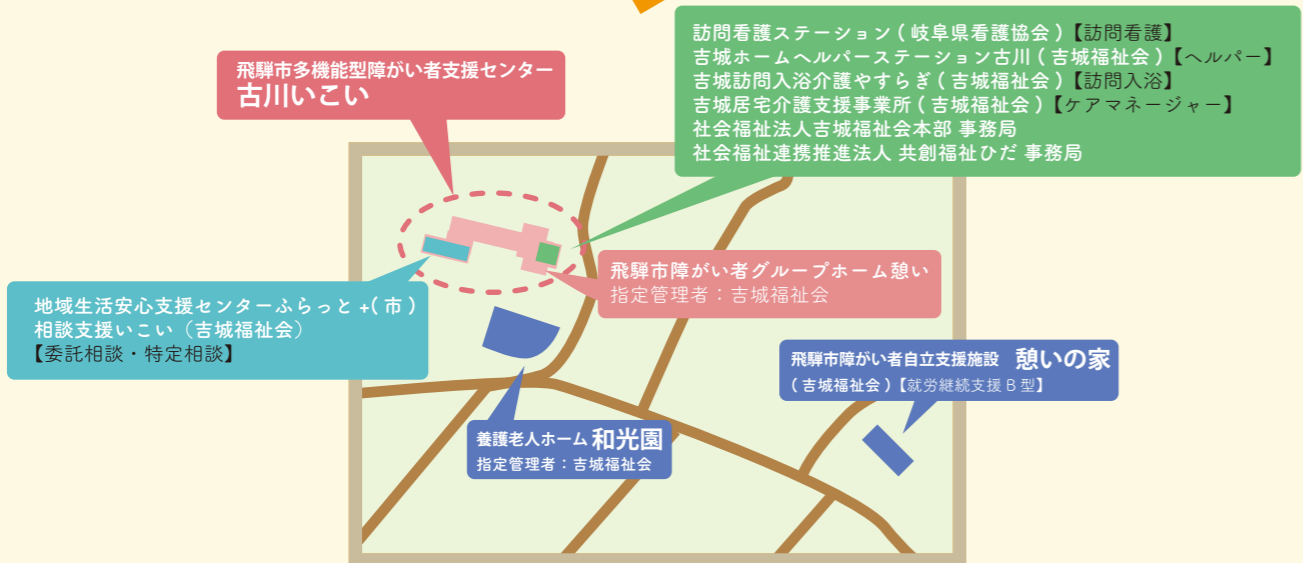 飛騨市多機能型障がい者支援センター
古川いこい
訪問看護ステーション(岐阜県看護協会)【訪問看護】
吉城ホームヘルパーステーション古川(吉城福祉会)【ヘルパー】
吉城訪問入浴介護やすらぎ(吉城福祉会)【訪問入浴】
吉城居宅介護支援事業所(吉城福祉会)【ケアマネージャー】
社会福祉法人吉城福祉会本部 事務局
社会福祉連携推進法人 共創福祉ひだ 事務局
飛騨市障がい者グループホーム憩い
指定管理者：吉城福祉会
地域生活安心支援センターふらっと+(市)
相談支援いこい（吉城福祉会）
【委託相談・特定相談】
飛騨市障がい者自立支援施設 憩いの家
(吉城福祉会)【就労継続支援B型】
養護老人ホーム 和光園
指定管理者：吉城福祉会